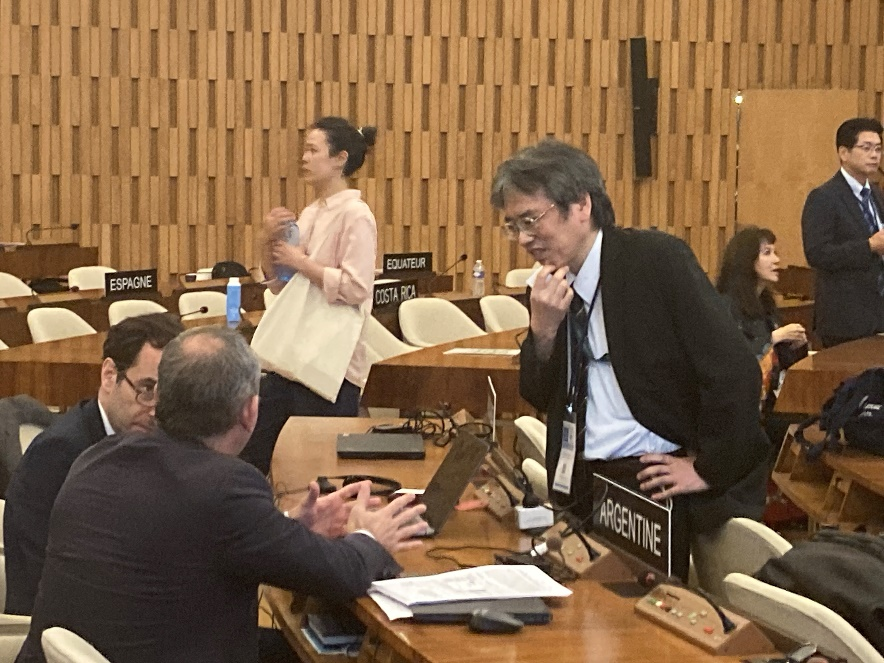 EQUATEUR
ESPAGNE
COSTA RICA
ARGENTINE